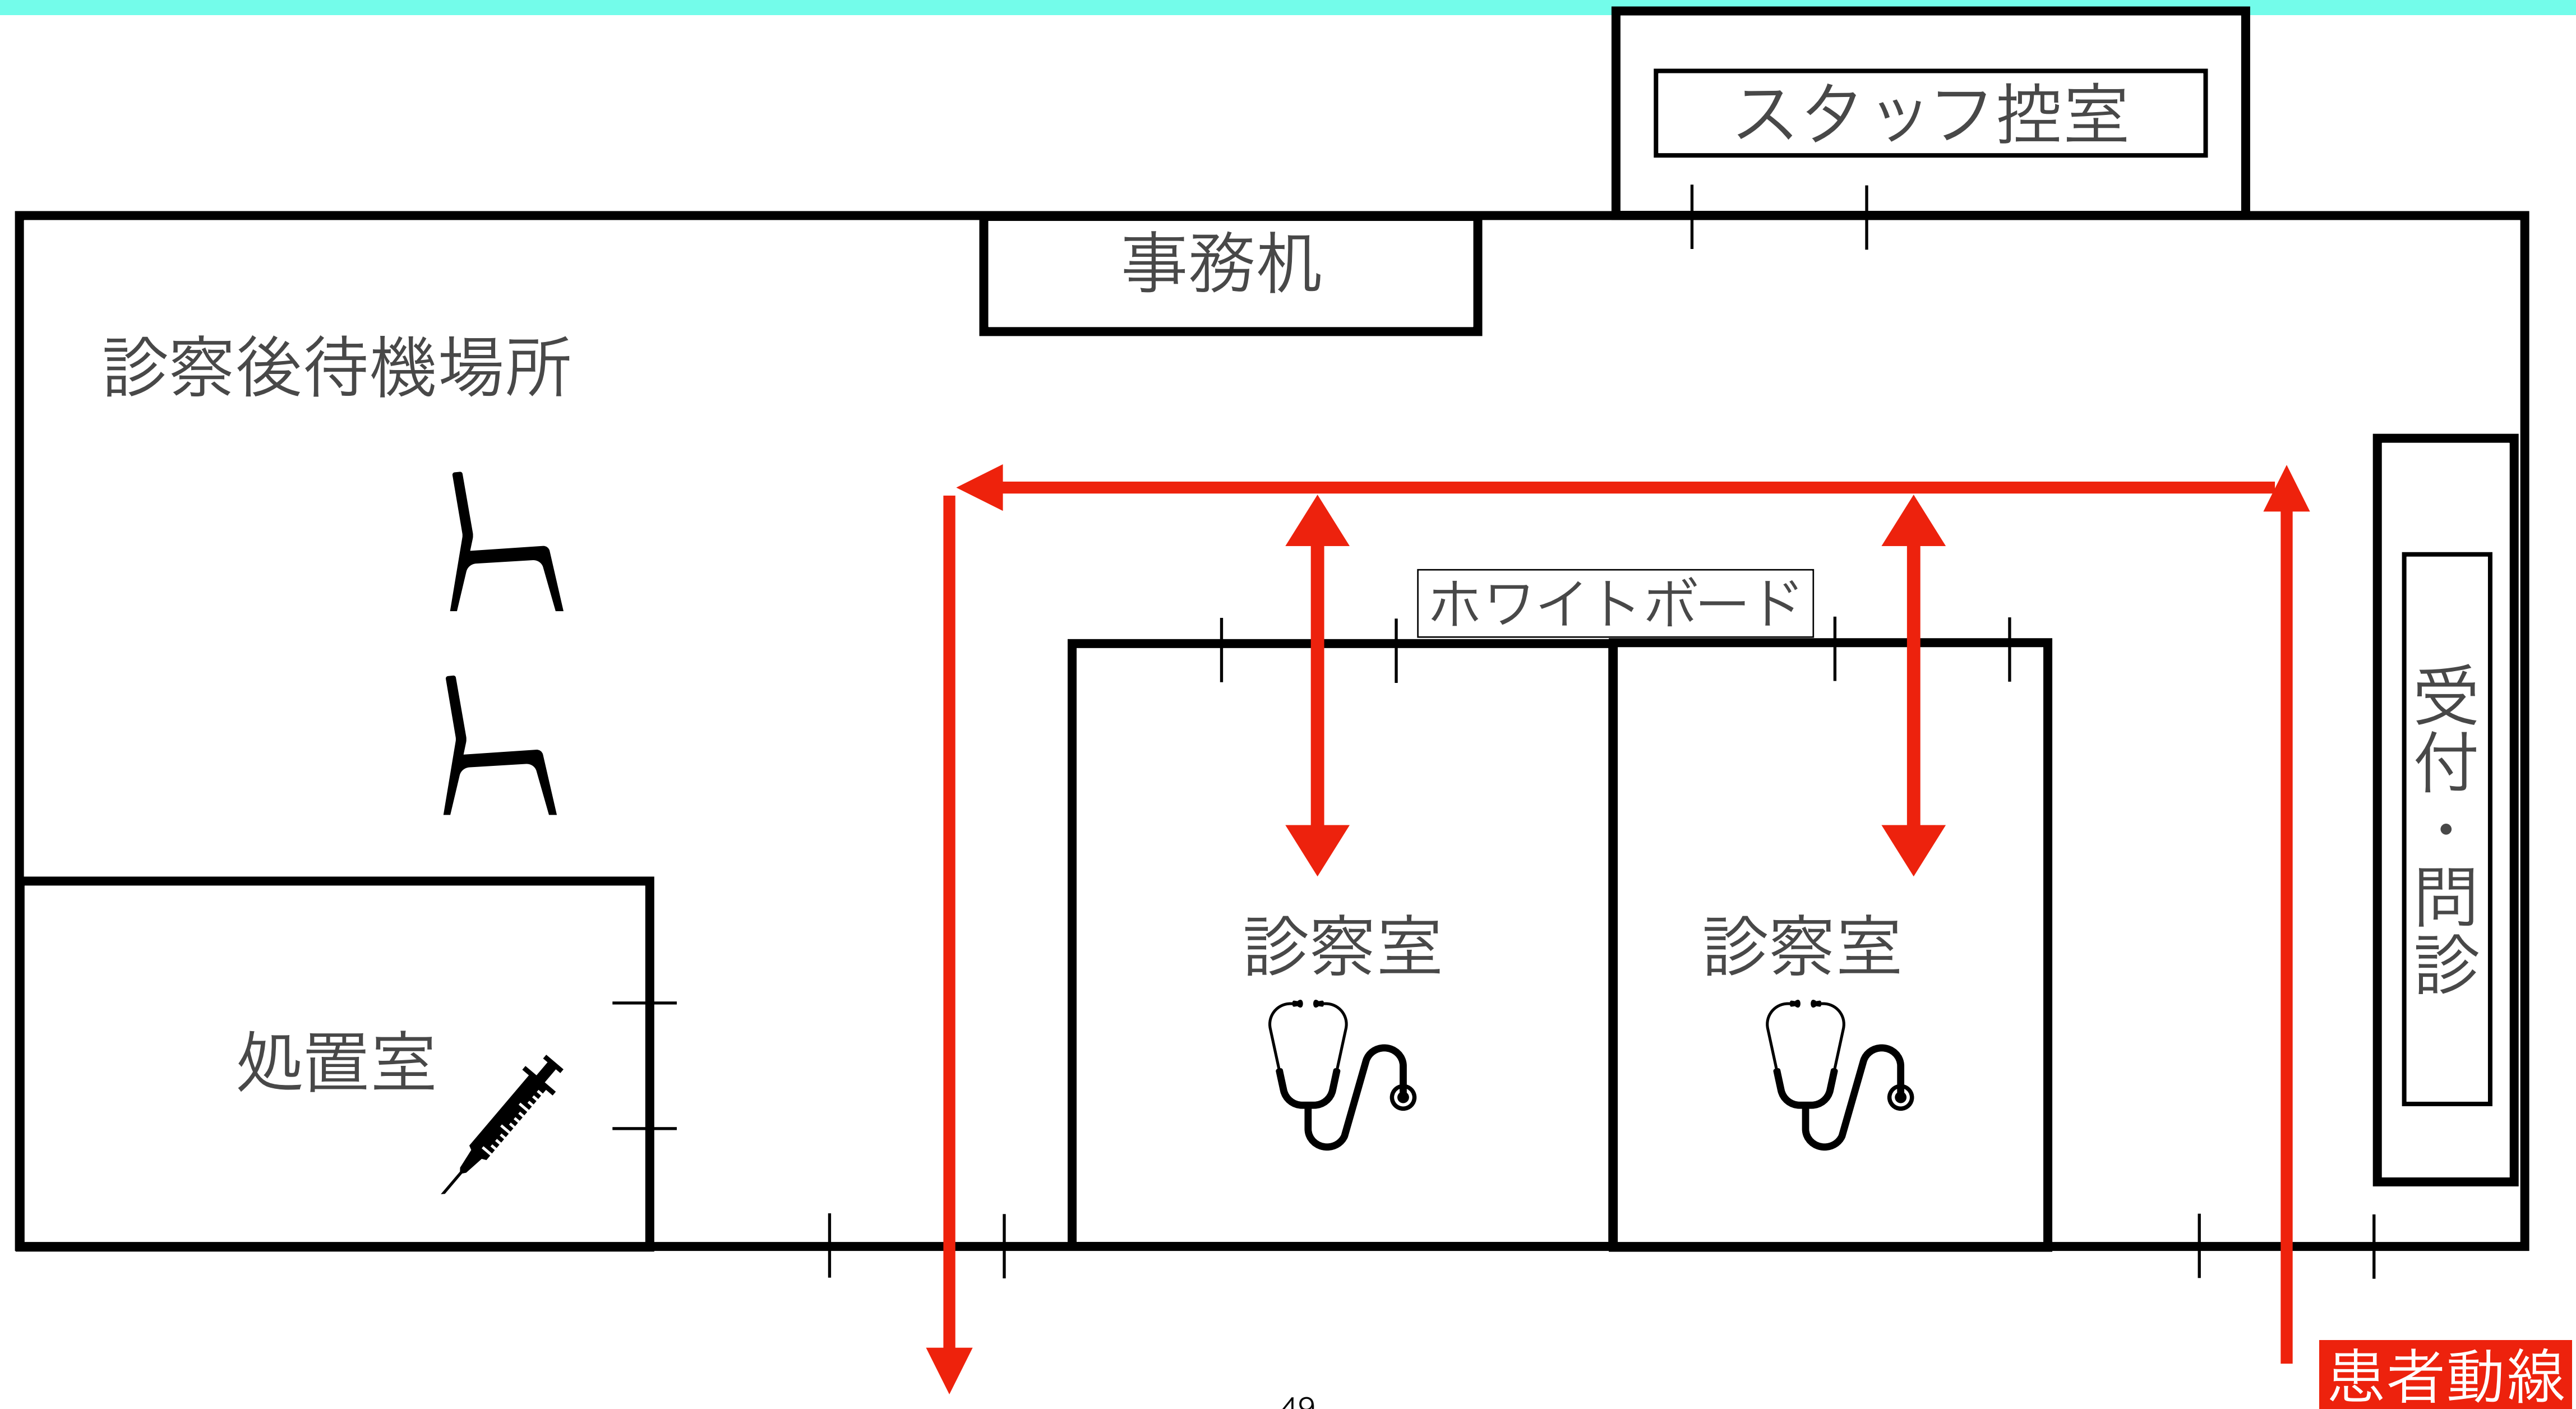 スタッフ控室
事務机
診察後待機場所
ホワイトボード
受付・問診
診察室
診察室
処置室
患者動線
49